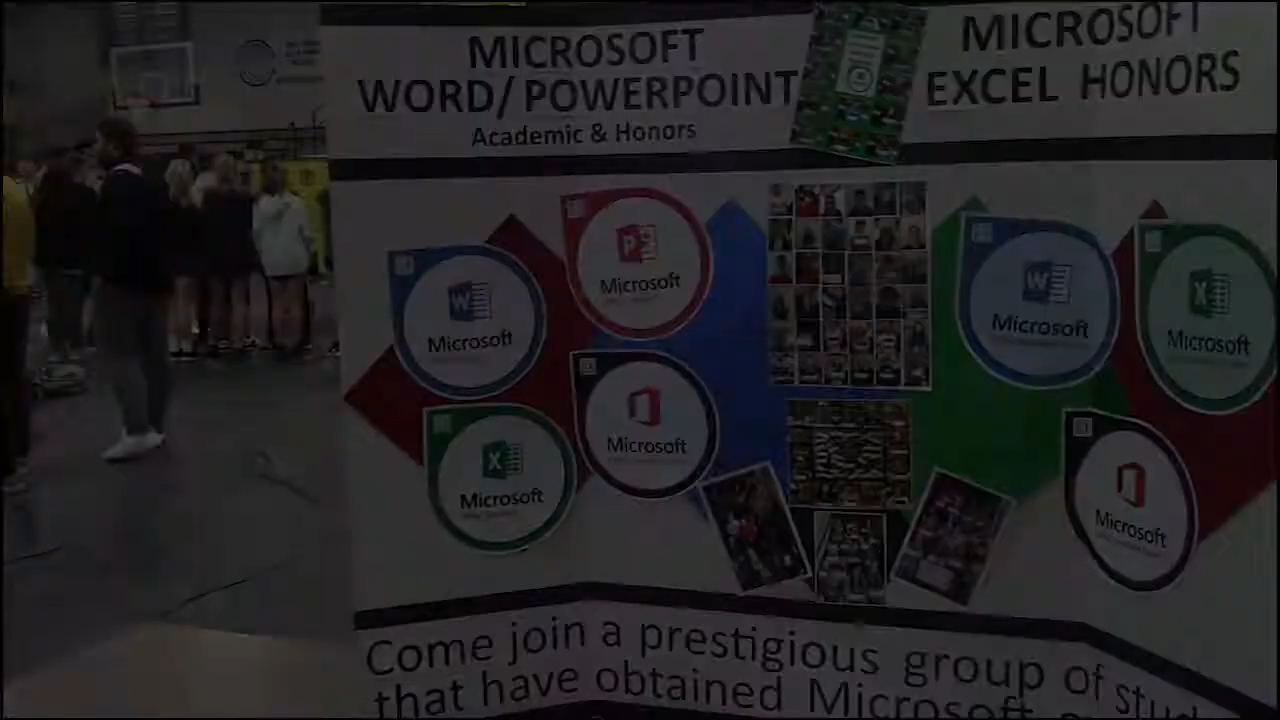 MICROSOFT
WORD/POWERPOINT
Academic & Honors
MICROSOFT
EXCEL HONORS
Microsoft
Microsoft
Microsoft
Microsoft
Microsoft
Microsoft
Microsoft
Come join a prestigious group of
that have obtained Microsoft